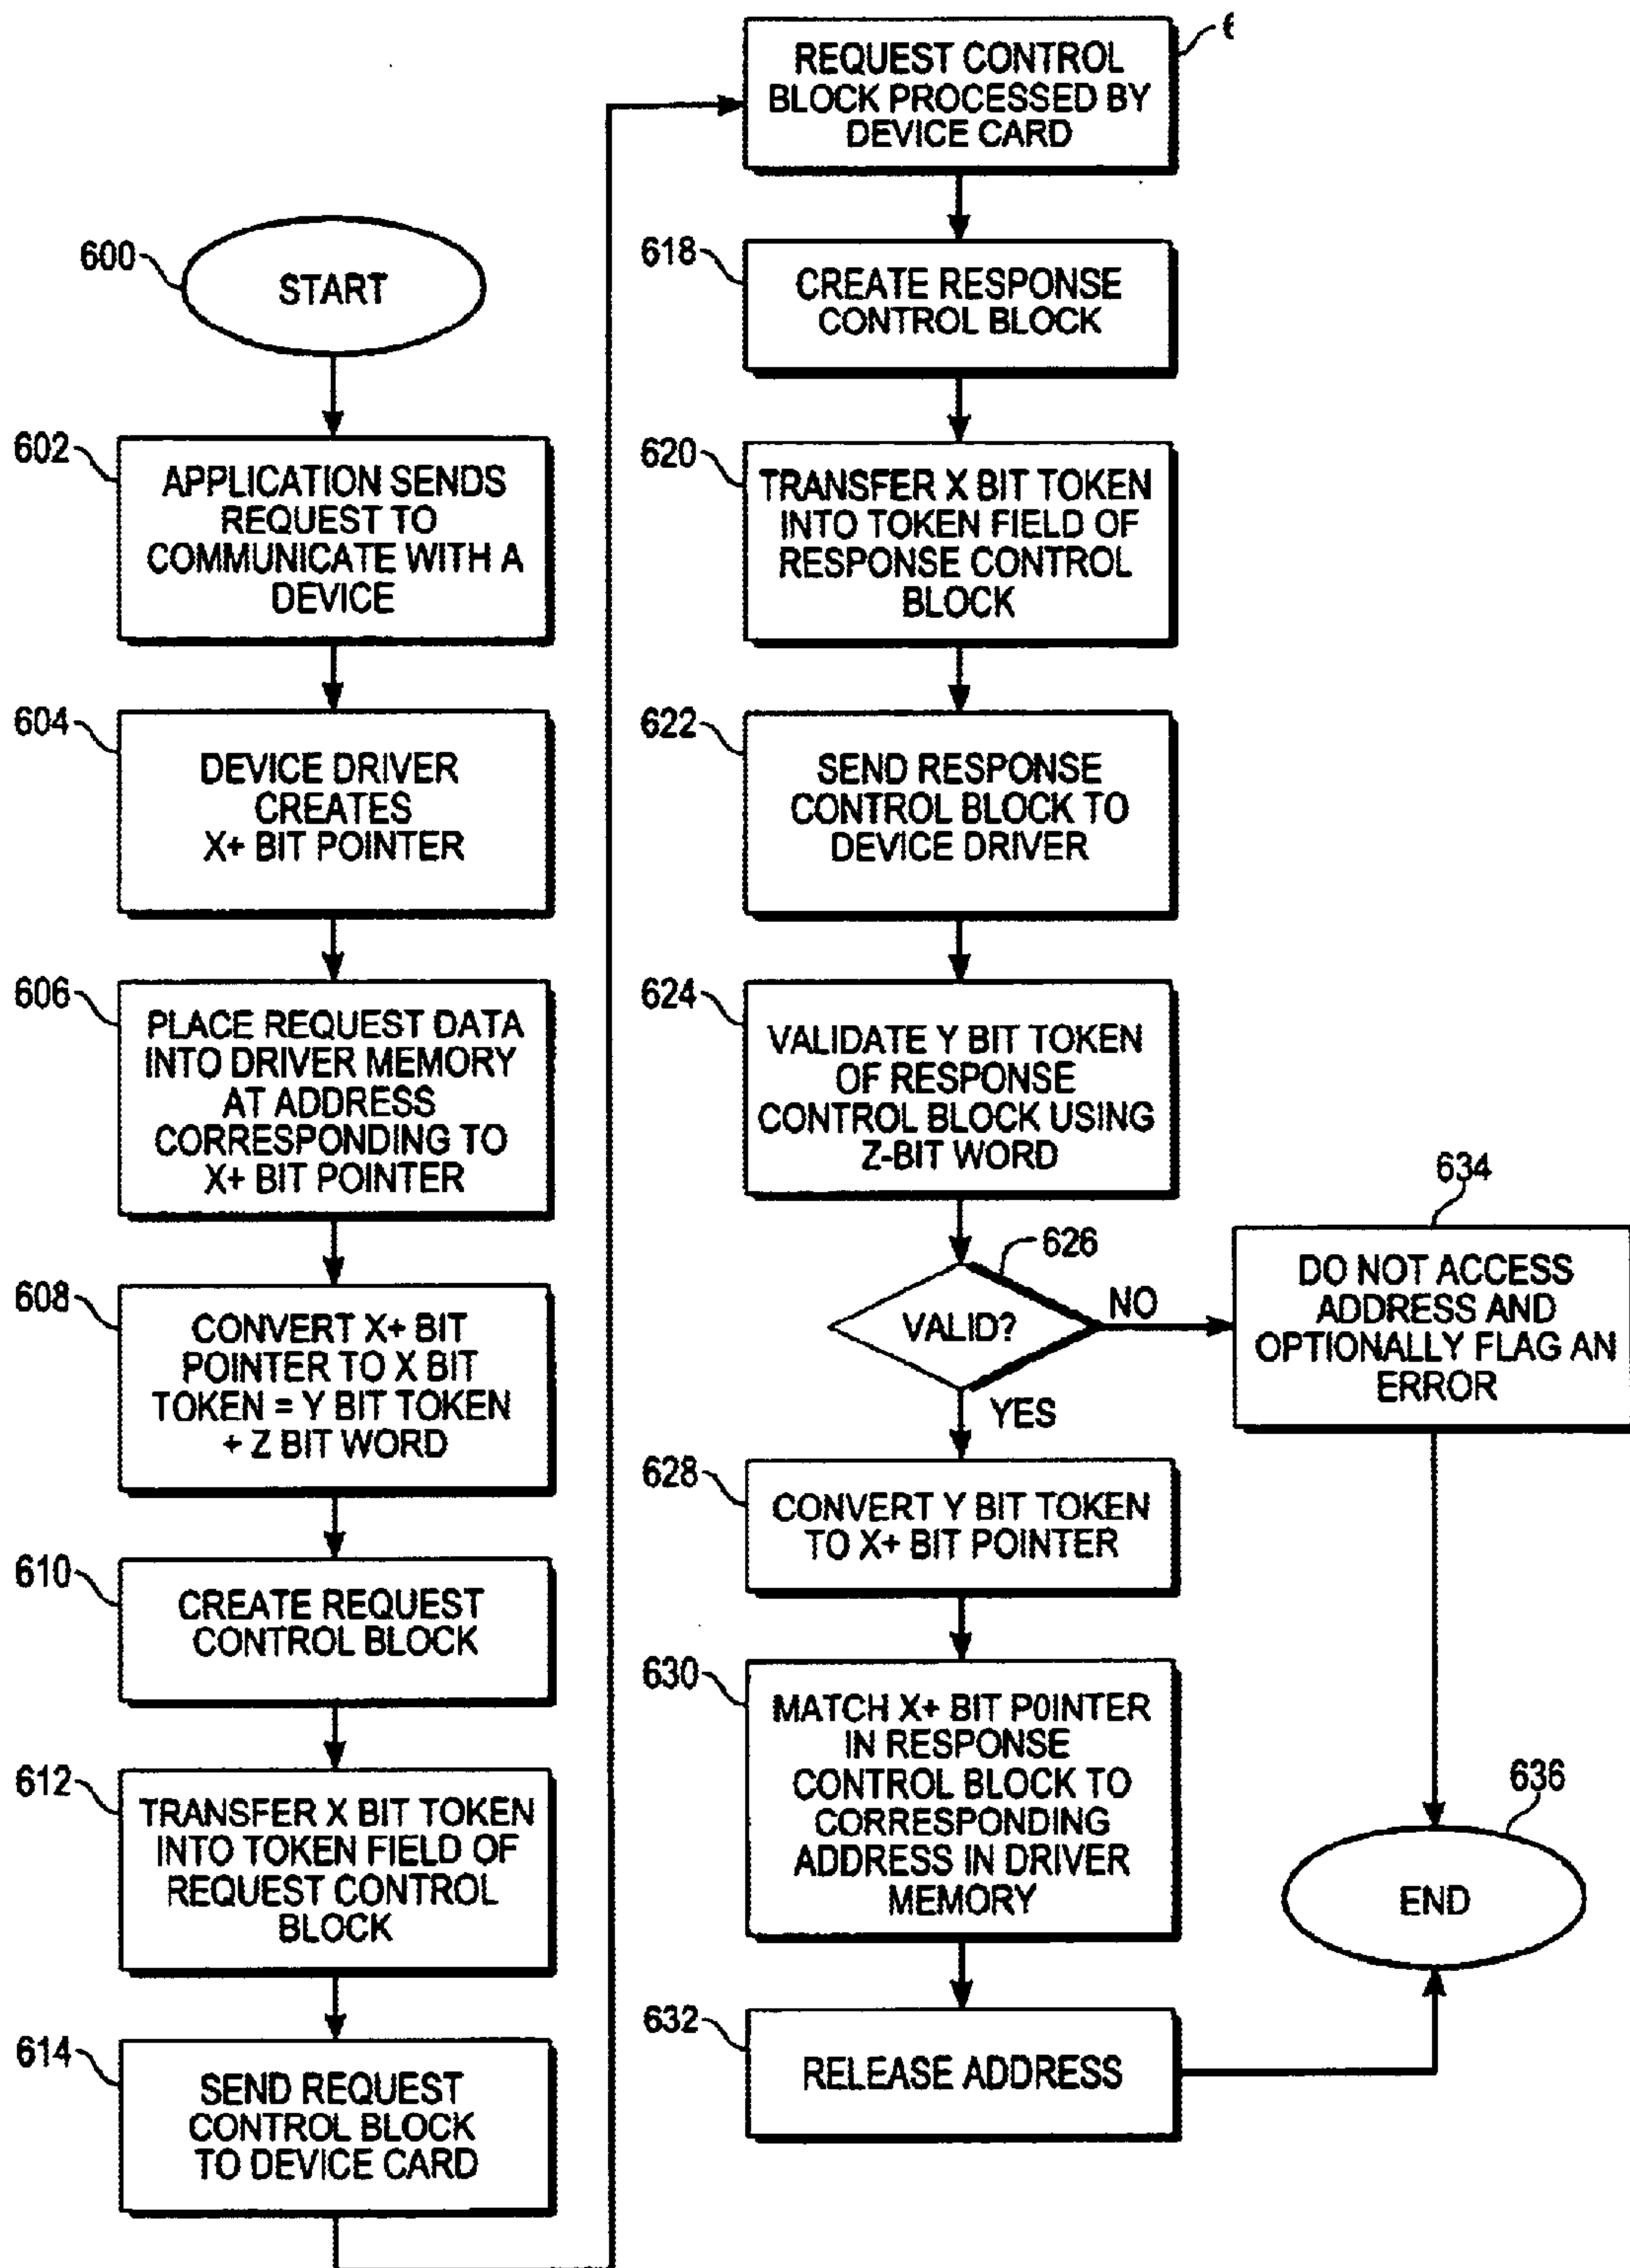 600
START
602
APPLICATION SENDS
REQUEST TO
COMMUNICATE WITH A
DEVICE
604
DEVICE DRIVER
CREATES
X+ BIT POINTER
606
PLACE REQUEST DATA
INTO DRIVER MEMORY
AT ADDRESS
CORRESPONDING TO
X+ BIT POINTER
608
CONVERT X+ BIT
POINTER TO X BIT
TOKEN = Y BIT TOKEN
+ Z BIT WORD
610
CREATE REQUEST
CONTROL BLOCK
612
TRANSFER X BIT TOKEN
INTO TOKEN FIELD OF
REQUEST CONTROL
BLOCK
614
SEND REQUEST
CONTROL BLOCK
TO DEVICE CARD
REQUEST CONTROL
BLOCK PROCESSED BY
DEVICE CARD
618
CREATE RESPONSE
CONTROL BLOCK
620
TRANSFER X BIT TOKEN
INTO TOKEN FIELD OF
RESPONSE CONTROL
BLOCK
622
SEND RESPONSE
CONTROL BLOCK TO
DEVICE DRIVER
624
VALIDATE Y BIT TOKEN
OF RESPONSE
CONTROL BLOCK USING
Z-BIT WORD
626
VALID?
NO
YES
634
DO NOT ACCESS
ADDRESS AND
OPTIONALLY FLAG AN
ERROR
628
CONVERT Y BIT TOKEN
TO X+ BIT POINTER
630
MATCH X+ BIT POINTER
IN RESPONSE
CONTROL BLOCK TO
CORRESPONDING
ADDRESS IN DRIVER
MEMORY
632
RELEASE ADDRESS
636
END